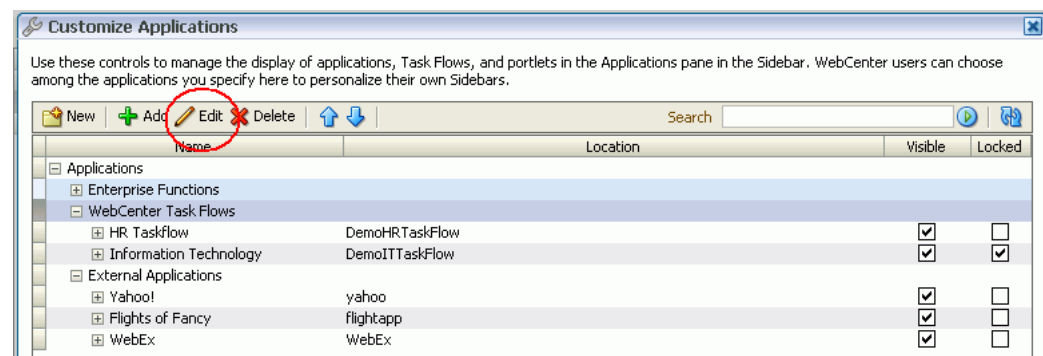 Customize Applications
Use these controls to manage the display of applications, Task Flows, and portlets in the Applications pane in the Sidebar. WebCenter users can choose
among the applications you specify here to personalize their own Sidebars.
New Add Edit Delete Search
Name Location Visible Locked
Applications
Enterprise Functions
WebCenter Task Flows
HR Taskflow DemoHRTaskFlow
Information Technology DemoITTaskFlow
External Applications
Yahoo! yahoo
Flights of Fancy flightapp
WebEx WebEx